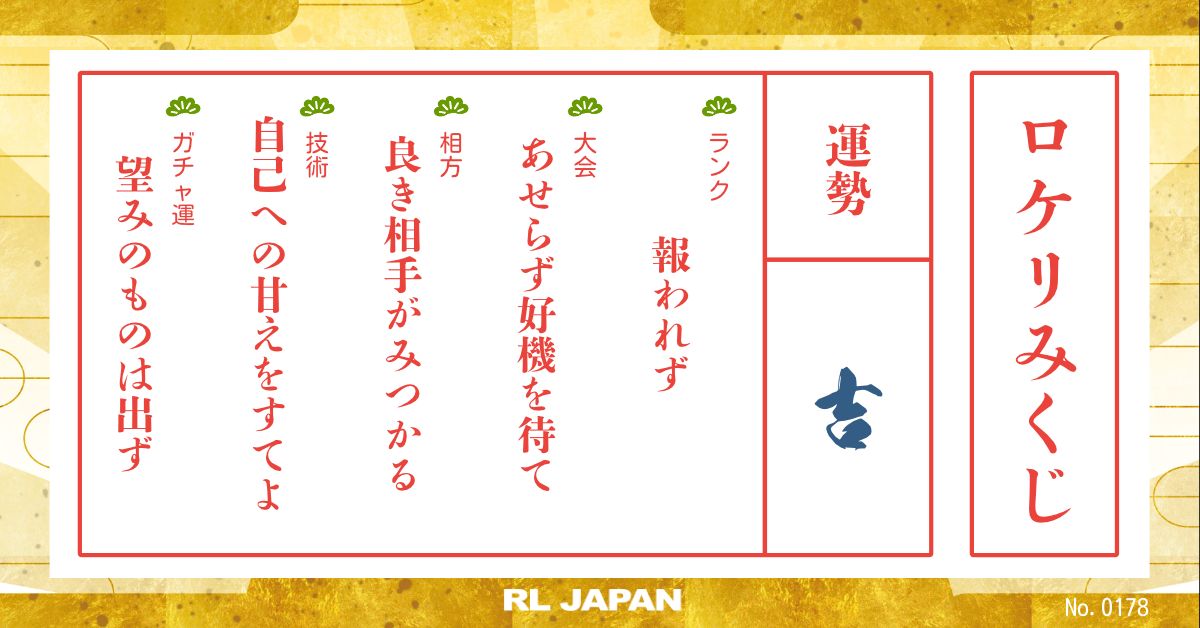 ロケリみくじ
運勢
吉
ランク
報われず
大会
あせらず好機を待て
相方
良き相手がみつかる
技術
自己への甘えをすてよ
ガチャ運
望みのものは出ず
RL JAPAN
No. 0178